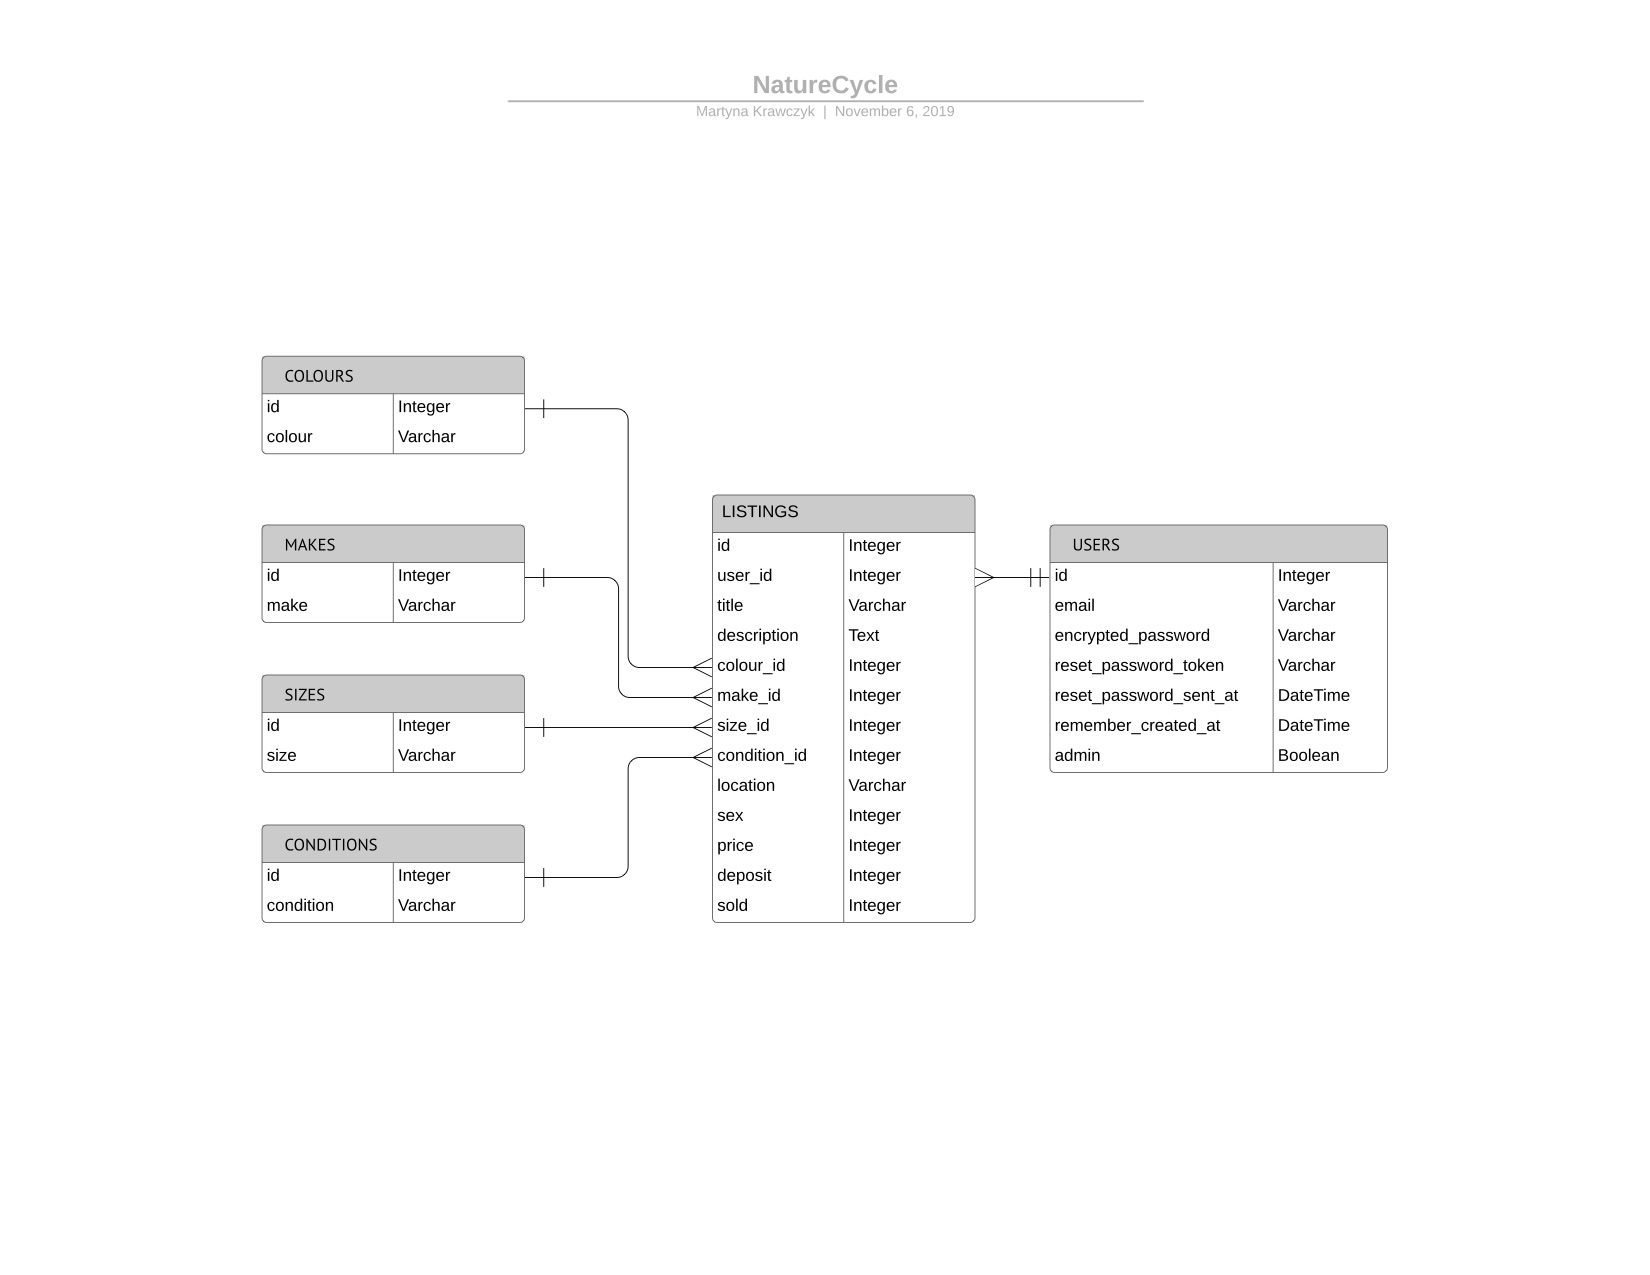 NatureCycle
Martyna Krawczyk | November 6, 2019
COLOURS
id Integer
colour Varchar
MAKES
id Integer
make Varchar
SIZES
id Integer
size Varchar
CONDITIONS
id Integer
condition Varchar
LISTINGS
id Integer
user_id Integer
title Varchar
description Text
colour_id Integer
make_id Integer
size_id Integer
condition_id Integer
location Varchar
sex Integer
price Integer
deposit Integer
sold Integer
USERS
id Integer
email Varchar
encrypted_password Varchar
reset_password_token Varchar
reset_password_sent_at DateTime
remember_created_at DateTime
admin Boolean